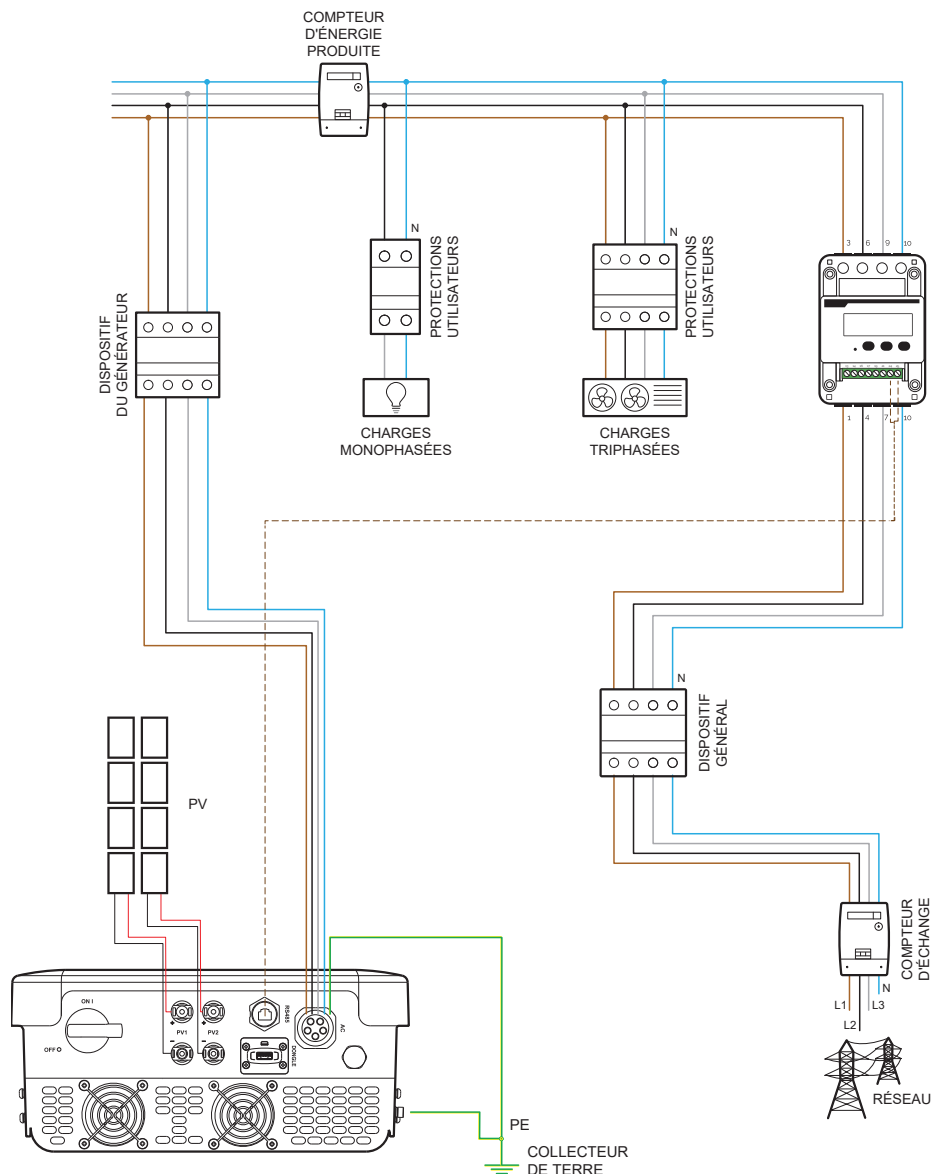 COMPTEUR
D'ÉNERGIE
PRODUITE
N
N
PROTECTIONS
UTILISATEURS
PROTECTIONS
UTILISATEURS
3 6 9 10
DISPOSITIF
DU GÉNÉRATEUR
1 4 7 10
CHARGES
MONOPHASÉES
CHARGES
TRIPHASÉES
N
DISPOSITIF
GÉNÉRAL
PV
COMPTEUR
D'ÉCHANGE
N
L1 L3
L2
RÉSEAU
ON I
OFF O
+ +
PV1 PV2
- -
RS485
DONGLE
AC
PE
COLLECTEUR
DE TERRE